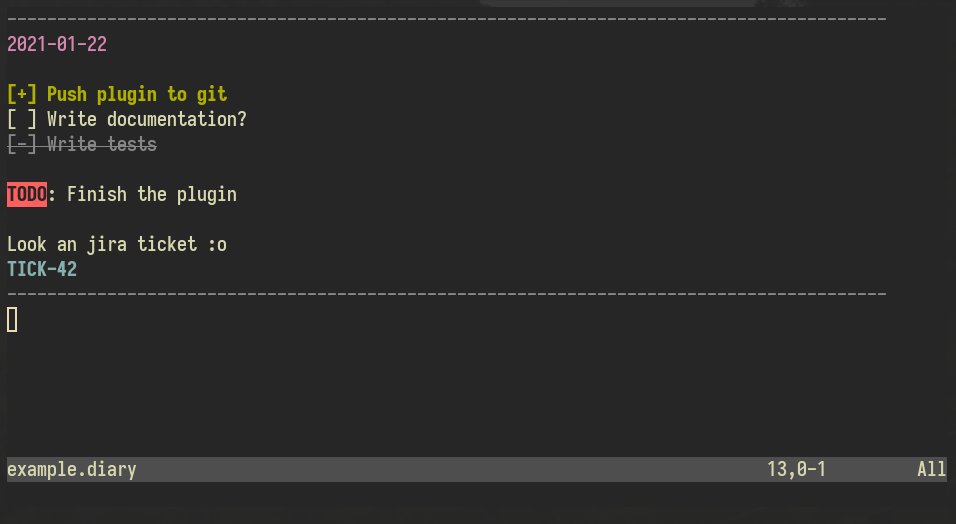 ----------------------------------------------------------------------------------------
2021-01-22
[+] Push plugin to git
[ ] Write documentation?
[-] Write tests
TODO: Finish the plugin
Look an jira ticket :o
TICK-42
----------------------------------------------------------------------------------------
example.diary 13,0-1 All